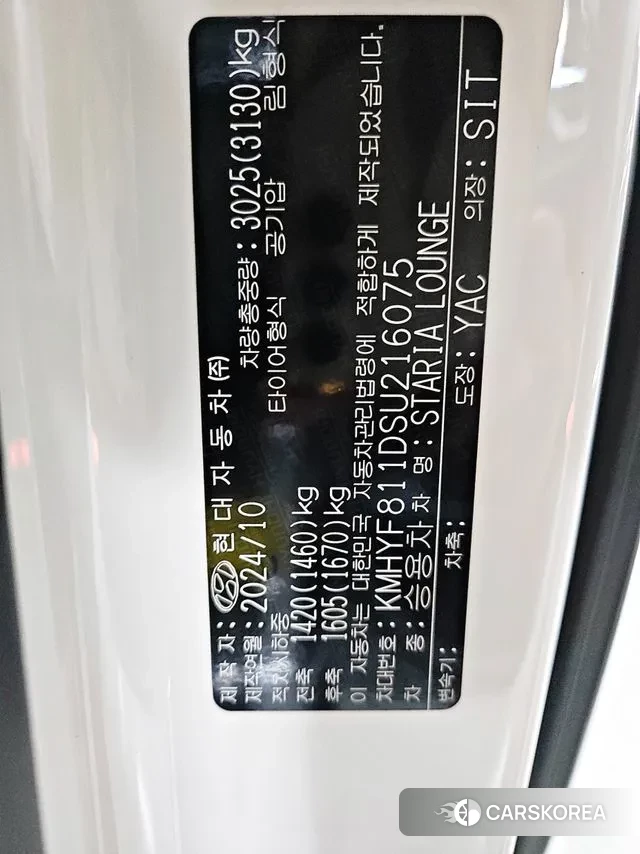 제 작 자: 현 대 자 동 차 (주)
제작연월: 2024/10 차량총중량: 3025(3130)kg
적차시하중 타이어형식 공기압 림형식
전축 1420(1460)kg
후축 1605(1670)kg
이 자동차는 대한민국 자동차관리법령에 적합하게 제작되었습니다.
차대번호: KMHYF811DSU216075
차 종: 승용차 차 명: STARIA LOUNGE
변속기: 차축: 도장: YAC 의장: SIT
CARSKOREA